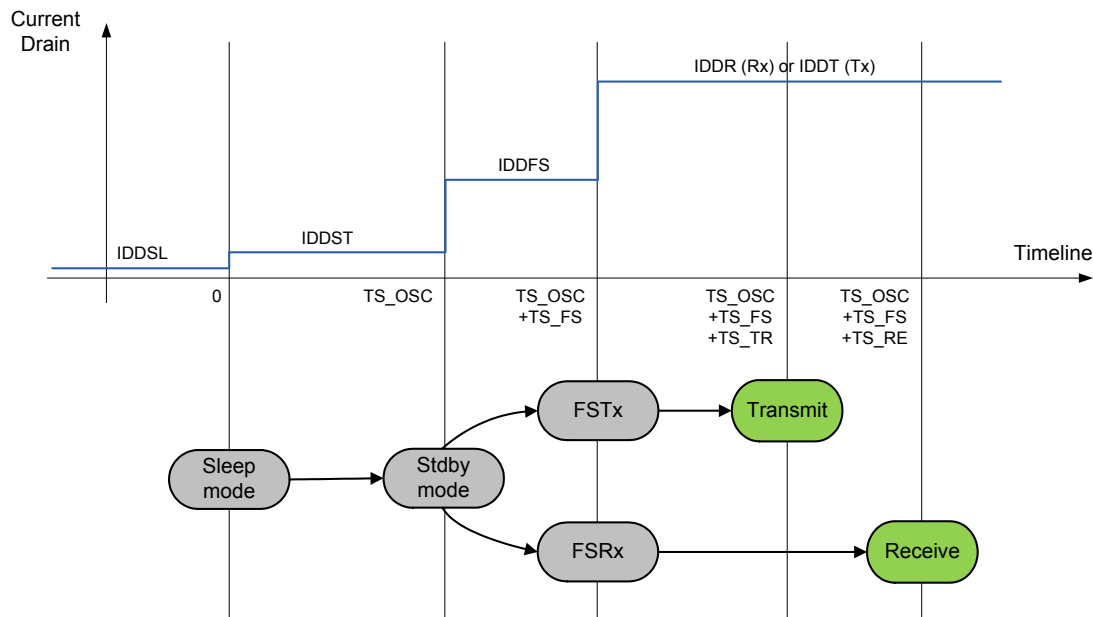 Current
Drain
IDDR (Rx) or IDDT (Tx)
IDDFS
IDDST
IDDSL
Timeline
0
TS_OSC
TS_OSC
+TS_FS
TS_OSC
+TS_FS
+TS_TR
TS_OSC
+TS_FS
+TS_RE
FSTx
Transmit
Sleep
mode
Stdby
mode
FSRx
Receive